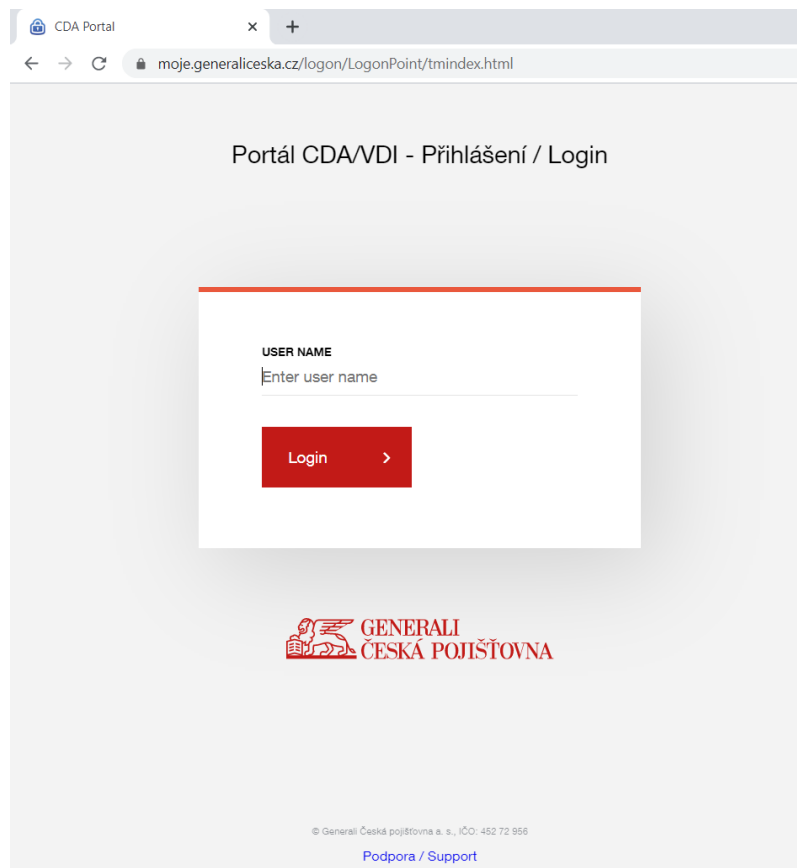 CDA Portal
moje.generaliceska.cz/logon/LogonPoint/tmindex.html
Portál CDA/VDI - Přihlášení / Login
USER NAME
Enter user name
Login
GENERALI
ČESKÁ POJIŠŤOVNA
© Generali Česká pojišťovna a. s., IČO: 452 72 956
Podpora / Support